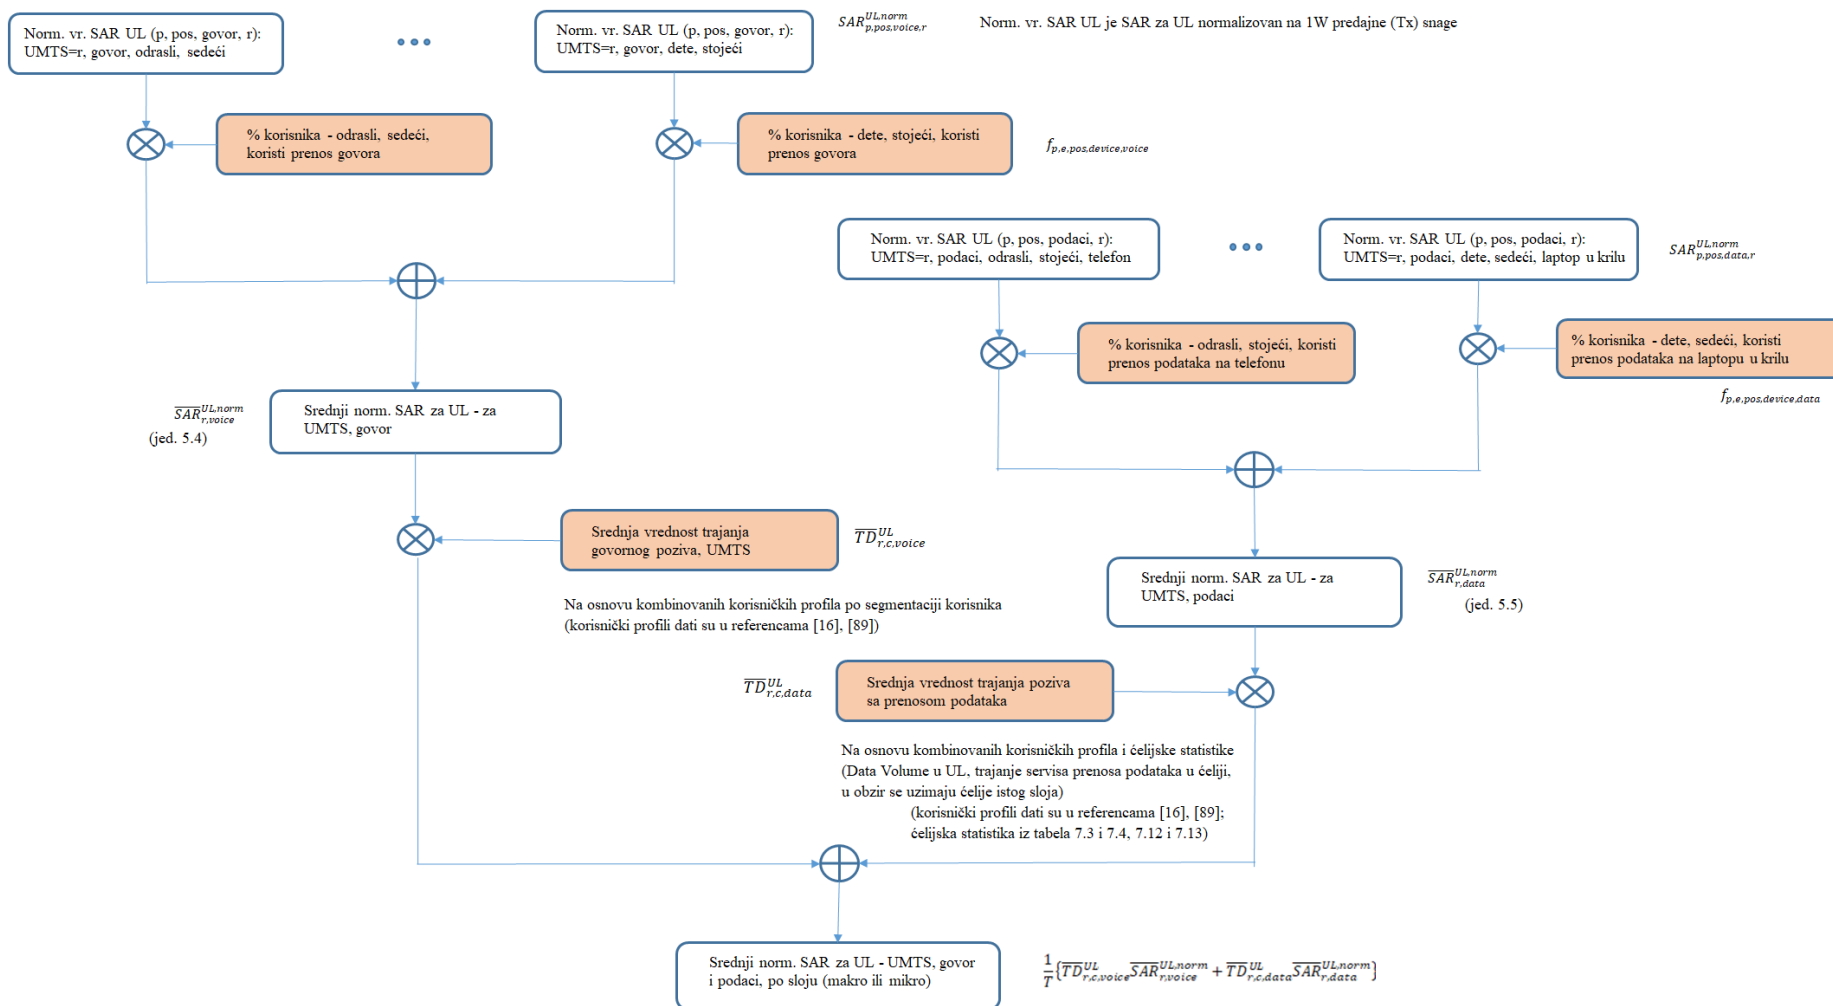 Norm. vr. SAR UL (p, pos, govor, r):
UMTS=r, govor, odrasli, sedeći
Norm. vr. SAR UL (p, pos, govor, r):
UMTS=r, govor, dete, stojeći
SAR^{UL,norm}_{p,pos,voice,r}
Norm. vr. SAR UL je SAR za UL normalizovan na 1W predajne (Tx) snage
% korisnika - odrasli, sedeći,
koristi prenos govora
% korisnika - dete, stojeći, koristi
prenos govora
f_{p,e,pos,device,voice}
Norm. vr. SAR UL (p, pos, podaci, r):
UMTS=r, podaci, odrasli, stojeći, telefon
Norm. vr. SAR UL (p, pos, podaci, r):
UMTS=r, podaci, dete, sedeći, laptop u krilu
SAR^{UL,norm}_{p,pos,data,r}
% korisnika - odrasli, stojeći, koristi
prenos podataka na telefonu
% korisnika - dete, sedeći, koristi
prenos podataka na laptopu u krilu
f_{p,e,pos,device,data}
\overline{SAR}^{UL,norm}_{r,voice}
(jed. 5.4)
Srednji norm. SAR za UL - za
UMTS, govor
Srednja vrednost trajanja
govornog poziva, UMTS
\overline{TD}^{UL}_{r,c,voice}
Na osnovu kombinovanih korisničkih profila po segmentaciji korisnika
(korisnički profili dati su u referencama [16], [89])
Srednji norm. SAR za UL - za
UMTS, podaci
\overline{SAR}^{UL,norm}_{r,data}
(jed. 5.5)
\overline{TD}^{UL}_{r,c,data}
Srednja vrednost trajanja poziva
sa prenosom podataka
Na osnovu kombinovanih korisničkih profila i ćelijske statistike
(Data Volume u UL, trajanje servisa prenosa podataka u ćeliji,
u obzir se uzimaju ćelije istog sloja)
(korisnički profili dati su u referencama [16], [89];
ćelijska statistika iz tabela 7.3 i 7.4, 7.12 i 7.13)
Srednji norm. SAR za UL - UMTS, govor
i podaci, po sloju (makro ili mikro)
\frac{1}{T}\{\overline{TD}^{UL}_{r,c,voice}\overline{SAR}^{UL,norm}_{r,voice} + \overline{TD}^{UL}_{r,c,data}\overline{SAR}^{UL,norm}_{r,data}\}